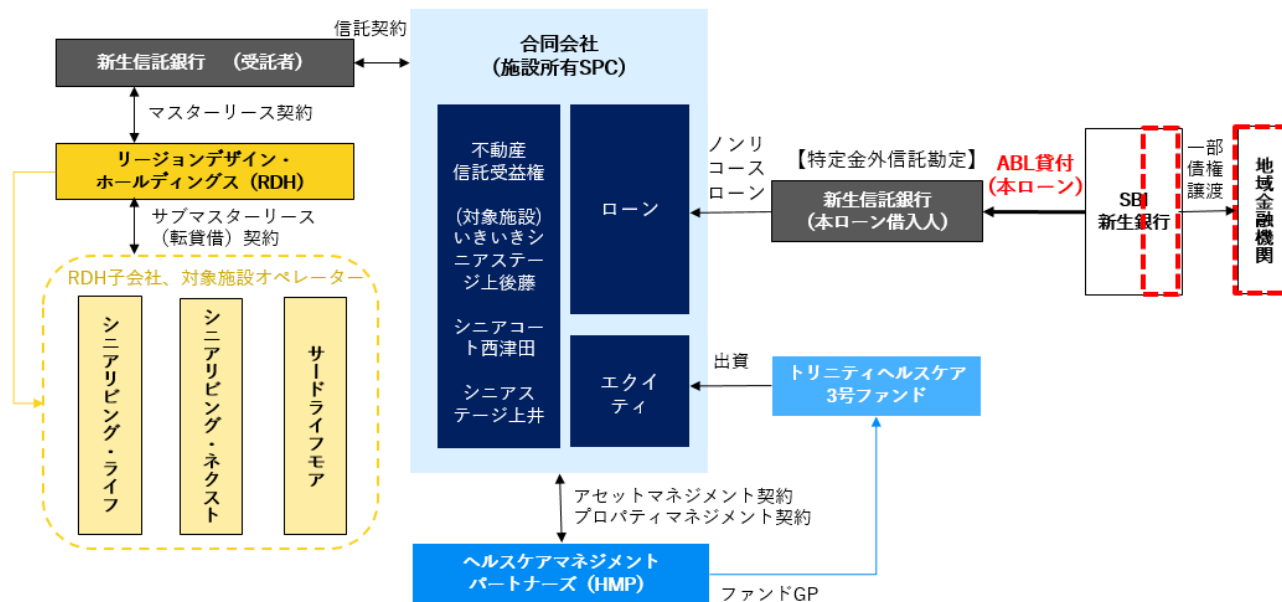 信託契約
新生信託銀行 （受託者）
マスターリース契約
リージョンデザイン・
ホールディングス（RDH）
サブマスターリース
（転貸借）契約
RDH子会社、対象施設オペレーター
シニアリビング・ライフ
シニアリビング・ネクスト
サードライフモア
合同会社
（施設所有SPC）
不動産
信託受益権
(対象施設)
いきいきシ
ニアステー
ジ上後藤
シニアコー
ト西津田
シニアス
テージ上井
ローン
エクイ
ティ
ノンリ
コース
ローン
【特定金外信託勘定】
新生信託銀行
（本ローン借入人）
ABL貸付
（本ローン）
SBI
新生銀行
一部
債権
譲渡
地域金融機関
出資
トリニティヘルスケア
3号ファンド
アセットマネジメント契約
プロパティマネジメント契約
ヘルスケアマネジメント
パートナーズ（HMP）
ファンドGP